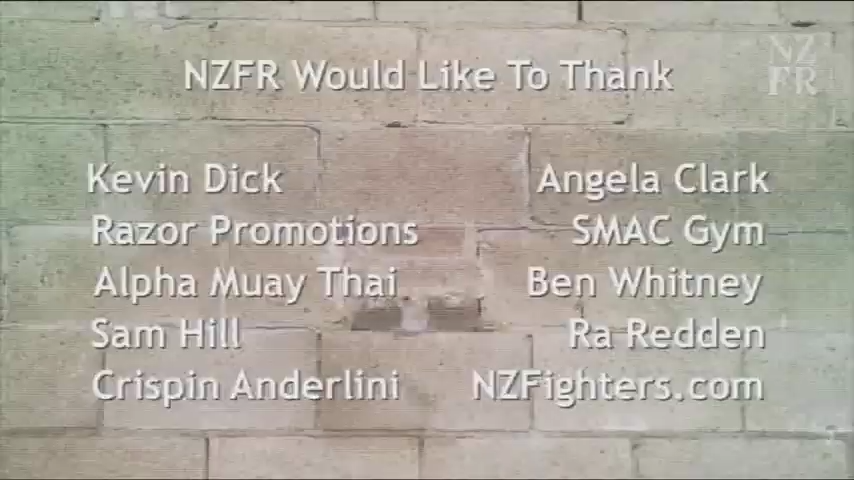 NZFR Would Like To Thank
NZ
FR
Kevin Dick
Angela Clark
Razor Promotions
SMAC Gym
Alpha Muay Thai
Ben Whitney
Sam Hill
Ra Redden
Crispin Anderlini
NZFighters.com